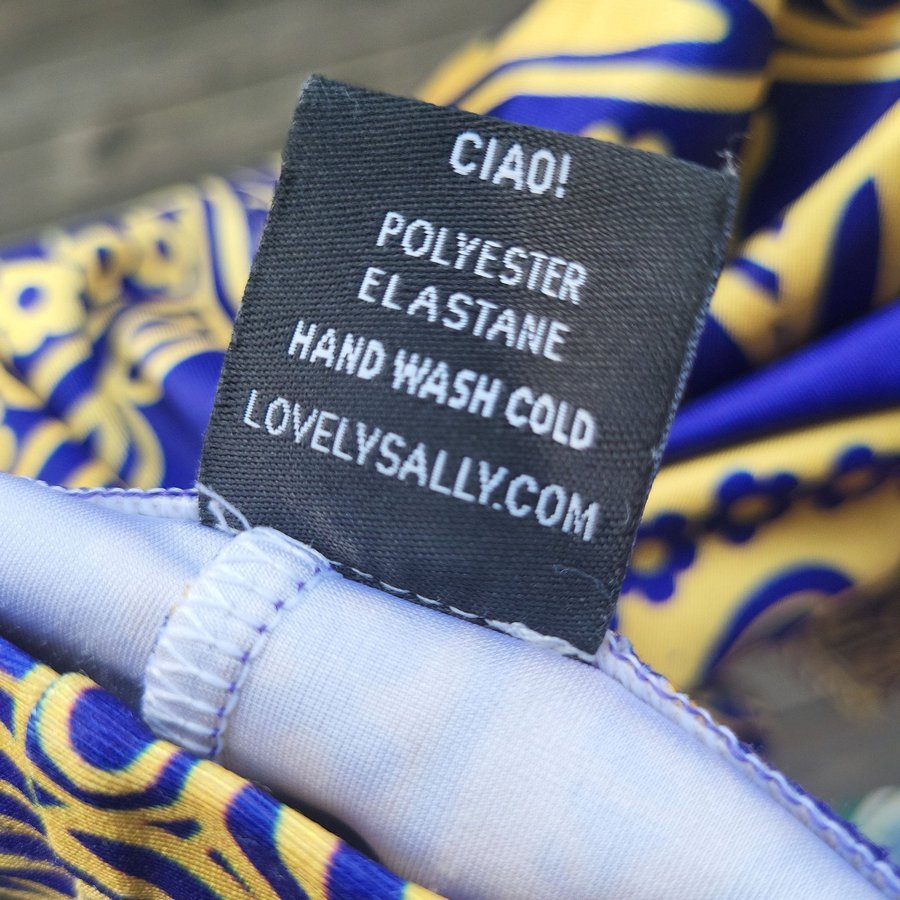 CIAO!
POLYESTER
ELASTANE
HAND WASH COLD
LOVELYSALLY.COM